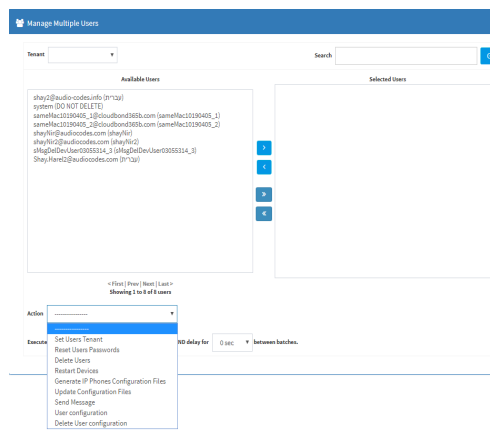 Manage Multiple Users
Tenant
Search
Available Users
Selected Users
shay2@audio-codes.info (עברית)
system (DO NOT DELETE)
sameMac10190405_1@cloudbond365b.com (sameMac10190405_1)
sameMac10190405_2@cloudbond365b.com (sameMac10190405_2)
shayNir@audiocodes.com (shayNir)
shayNir2@audiocodes.com (shayNir2)
sMsgDelDevUser03055314_3 (sMsgDelDevUser03055314_3)
Shay.Harel2@audiocodes.com (עברית)
›
‹
»
«
<First | Prev | Next | Last>
Showing 1 to 8 of 8 users
Action
----------------
----------------
Set Users Tenant
Execute
ND delay for
0 sec
between batches.
Reset Users Passwords
Delete Users
Restart Devices
Generate IP Phones Configuration Files
Update Configuration Files
Send Message
User configuration
Delete User configuration